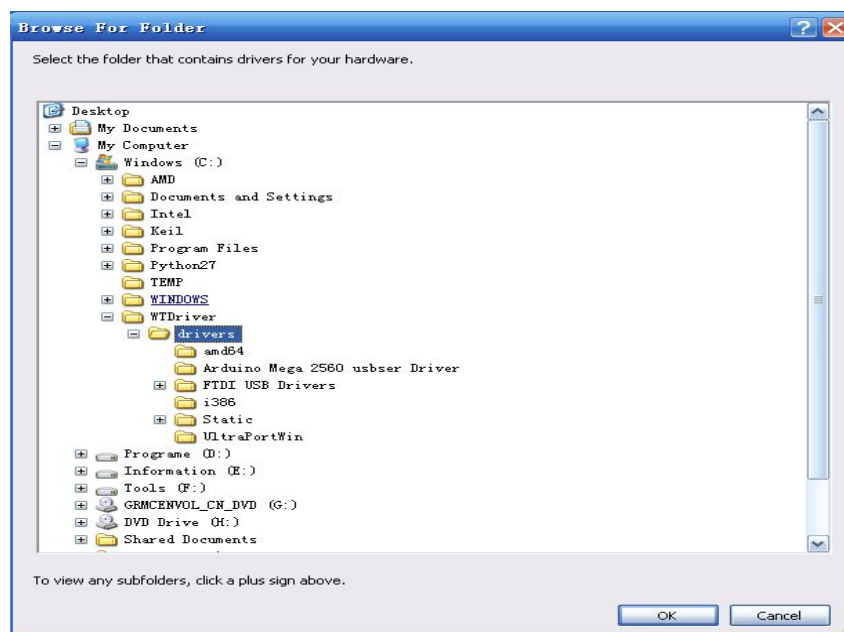 Browse For Folder
Select the folder that contains drivers for your hardware.
Desktop
My Documents
My Computer
Windows (C:)
AMD
Documents and Settings
Intel
Keil
Program Files
Python27
TEMP
WINDOWS
WTDriver
drivers
amd64
Arduino Mega 2560 usbser Driver
FTDI USB Drivers
i386
Static
UltraPortWin
Programe (D:)
Information (E:)
Tools (F:)
GRMCENVOL_CN_DVD (G:)
DVD Drive (H:)
Shared Documents
To view any subfolders, click a plus sign above.
OK Cancel